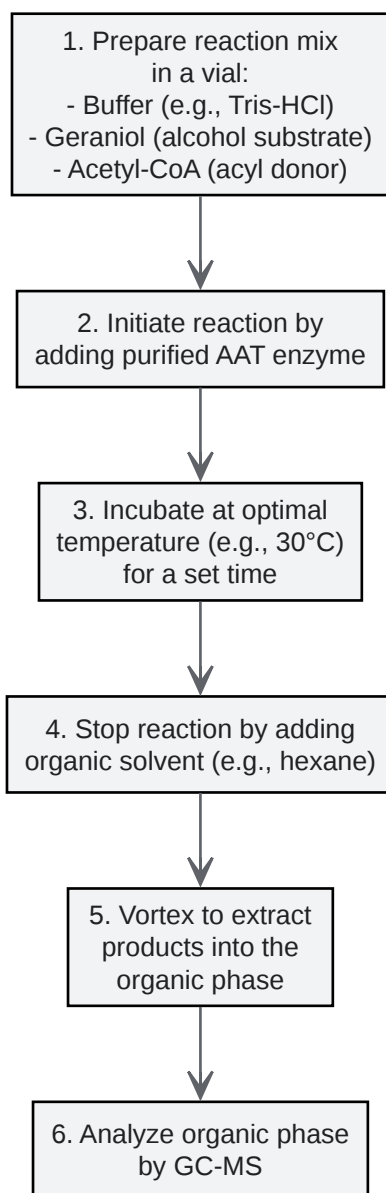 1. Prepare reaction mix
in a vial:
- Buffer (e.g., Tris-HCl)
- Geraniol (alcohol substrate)
- Acetyl-CoA (acyl donor)
2. Initiate reaction by
adding purified AAT enzyme
3. Incubate at optimal
temperature (e.g., 30°C)
for a set time
4. Stop reaction by adding
organic solvent (e.g., hexane)
5. Vortex to extract
products into the
organic phase
6. Analyze organic phase
by GC-MS